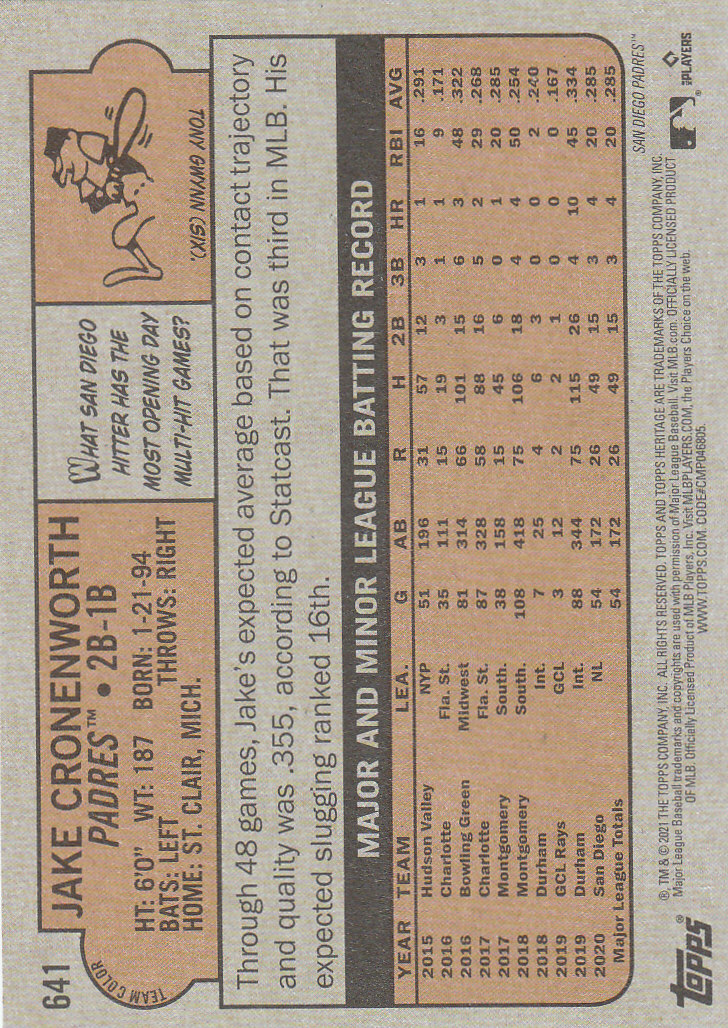 641
TEAM COLOR
JAKE CRONENWORTH
PADRES™ • 2B-1B
HT: 6'0" WT: 187 BORN: 1-21-94
BATS: LEFT THROWS: RIGHT
HOME: ST. CLAIR, MICH.
WHAT SAN DIEGO
HITTER HAS THE
MOST OPENING DAY
MULTI-HIT GAMES?
TONY GWYNN (SIX).
Through 48 games, Jake's expected average based on contact trajectory
and quality was .355, according to Statcast. That was third in MLB. His
expected slugging ranked 16th.
MAJOR AND MINOR LEAGUE BATTING RECORD
YEAR TEAM LEA. G AB R H 2B 3B HR RBI AVG
2015 Hudson Valley NYP 51 196 31 57 12 3 1 16 .291
2016 Charlotte Fla. St. 35 111 15 19 3 1 1 9 .171
2016 Bowling Green Midwest 81 314 66 101 15 6 3 48 .322
2017 Charlotte Fla. St. 87 328 58 88 16 5 2 29 .268
2017 Montgomery South. 38 158 15 45 6 0 1 20 .285
2018 Montgomery South. 108 418 75 106 18 4 4 50 .254
2018 Durham Int. 7 25 4 6 3 0 0 2 .240
2019 GCL Rays GCL 3 12 2 2 1 0 0 0 .167
2019 Durham Int. 88 344 75 115 26 4 10 45 .334
2020 San Diego NL 54 172 26 49 15 3 4 20 .285
Major League Totals 54 172 26 49 15 3 4 20 .285
SAN DIEGO PADRES™
topps®
®, TM & © 2021 THE TOPPS COMPANY, INC. ALL RIGHTS RESERVED. TOPPS AND TOPPS HERITAGE ARE TRADEMARKS OF THE TOPPS COMPANY, INC.
Major League Baseball trademarks and copyrights are used with permission of Major League Baseball. Visit MLB.com. OFFICIALLY LICENSED PRODUCT
OF MLB. Officially Licensed Product of MLB Players, Inc. Visit MLBPLAYERS.COM, the Players Choice on the web.
WWW.TOPPS.COM. CODE#CMP046805.
®
PLAYERS